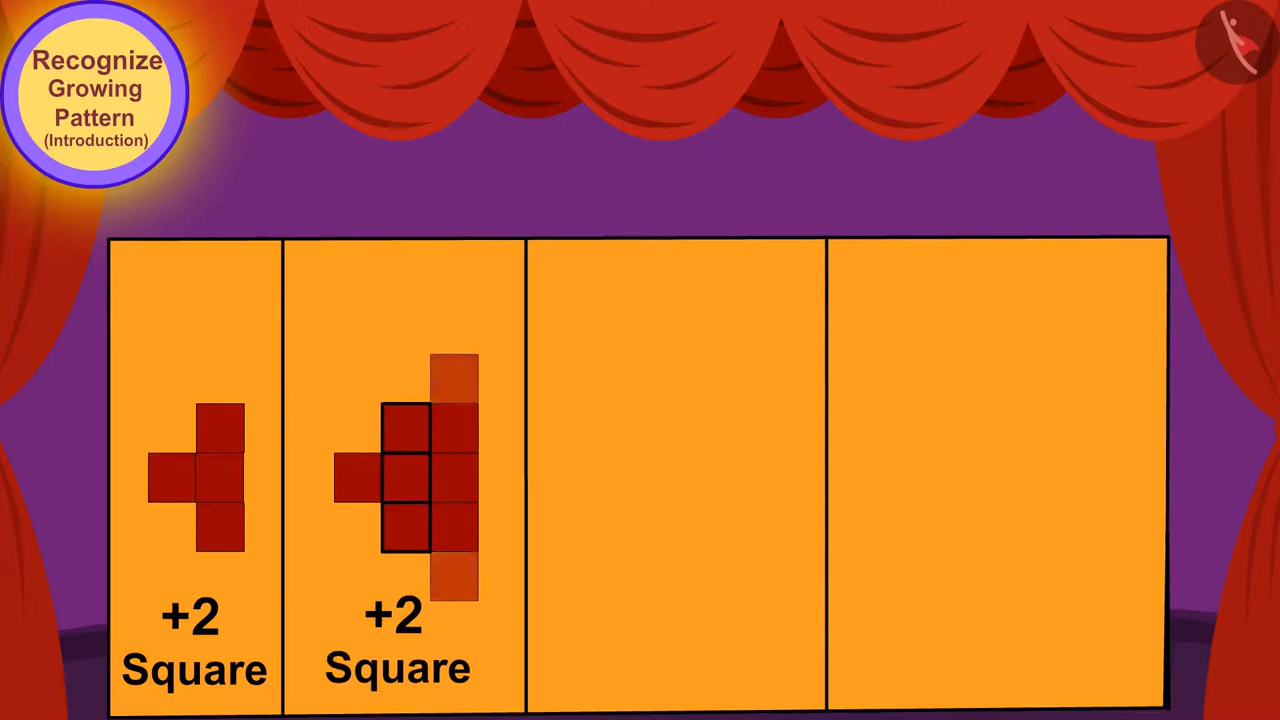 Recognize
Growing
Pattern
(Introduction)
+2
Square
+2
Square